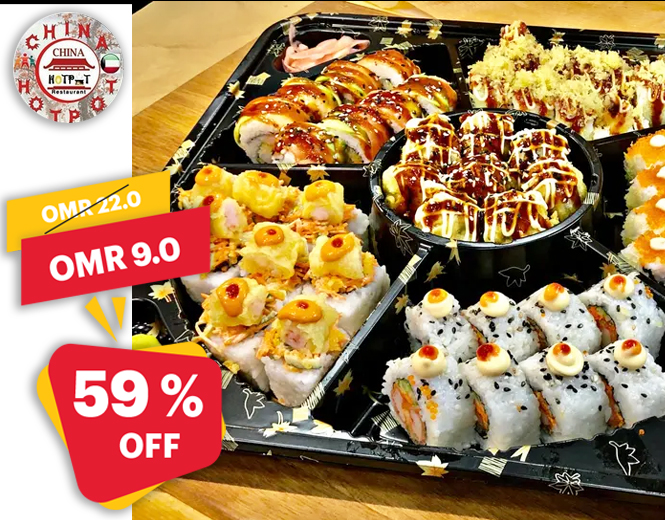 CHINA
CHINA
HOTPOT
Restaurant
HOTPOT
OMR 22.0
OMR 9.0
59 %
OFF